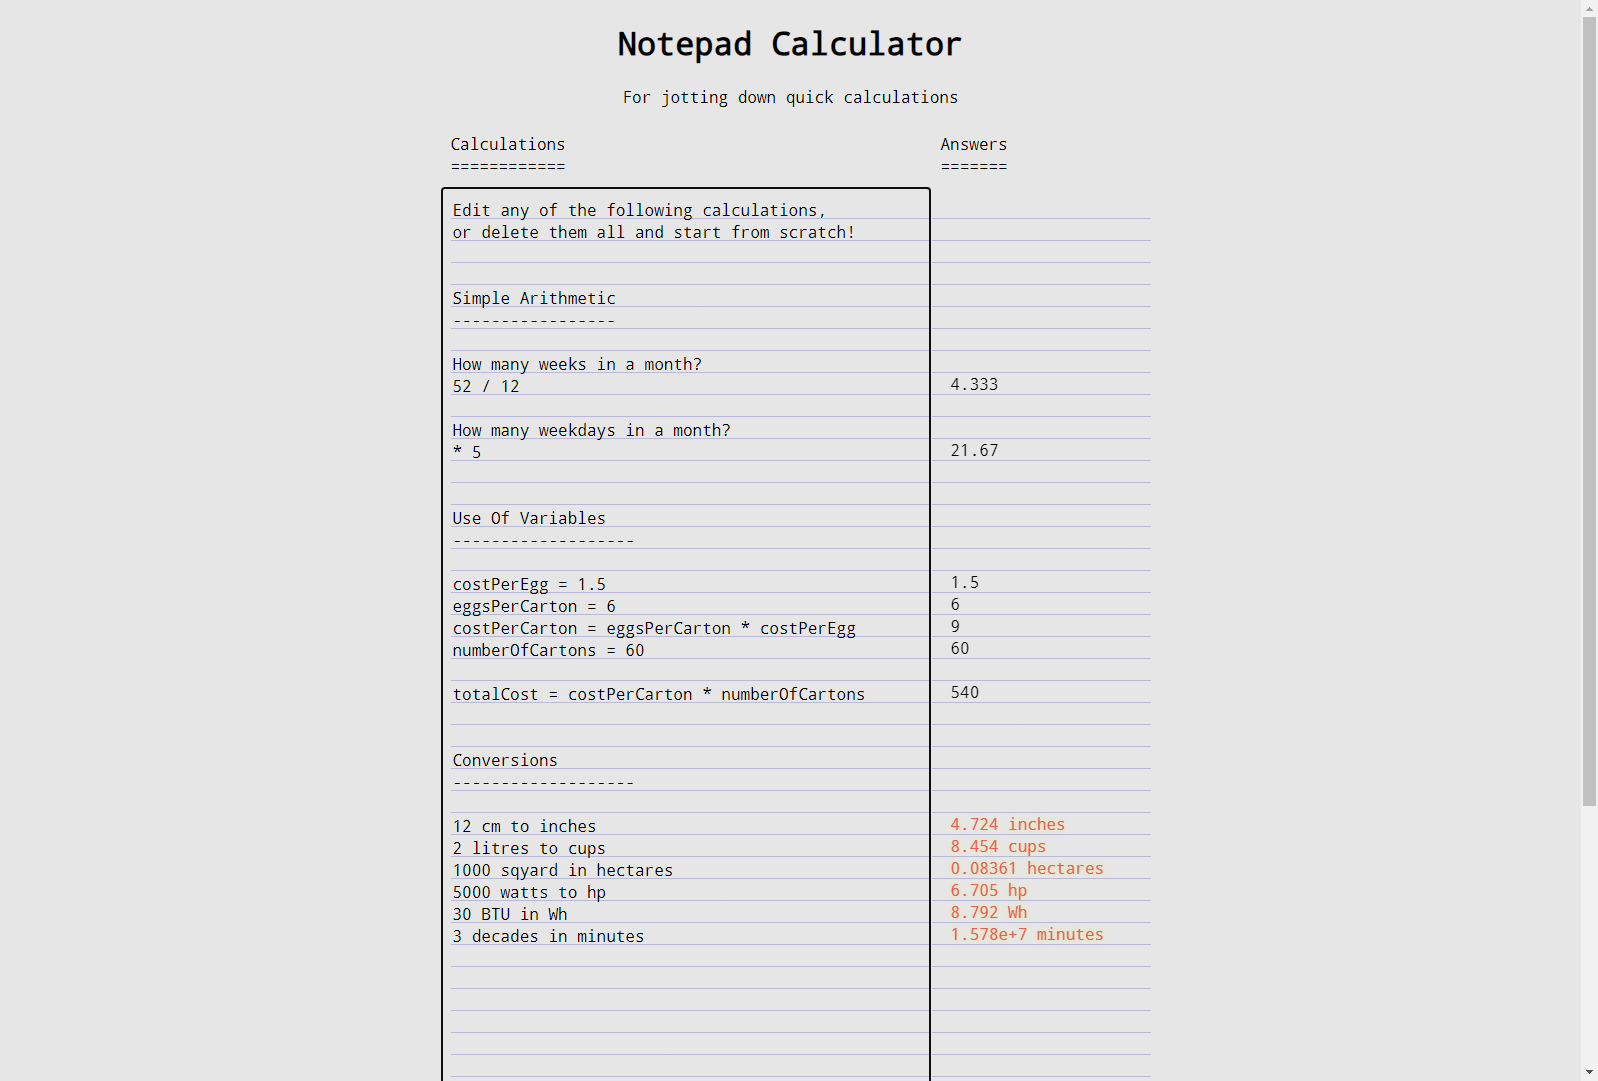 Notepad Calculator
For jotting down quick calculations
Calculations
============
Answers
=======
Edit any of the following calculations,
or delete them all and start from scratch!
Simple Arithmetic
-----------------
How many weeks in a month?
52 / 12 4.333
How many weekdays in a month?
* 5 21.67
Use Of Variables
-------------------
costPerEgg = 1.5 1.5
eggsPerCarton = 6 6
costPerCarton = eggsPerCarton * costPerEgg 9
numberOfCartons = 60 60
totalCost = costPerCarton * numberOfCartons 540
Conversions
-------------------
12 cm to inches 4.724 inches
2 litres to cups 8.454 cups
1000 sqyard in hectares 0.08361 hectares
5000 watts to hp 6.705 hp
30 BTU in Wh 8.792 Wh
3 decades in minutes 1.578e+7 minutes